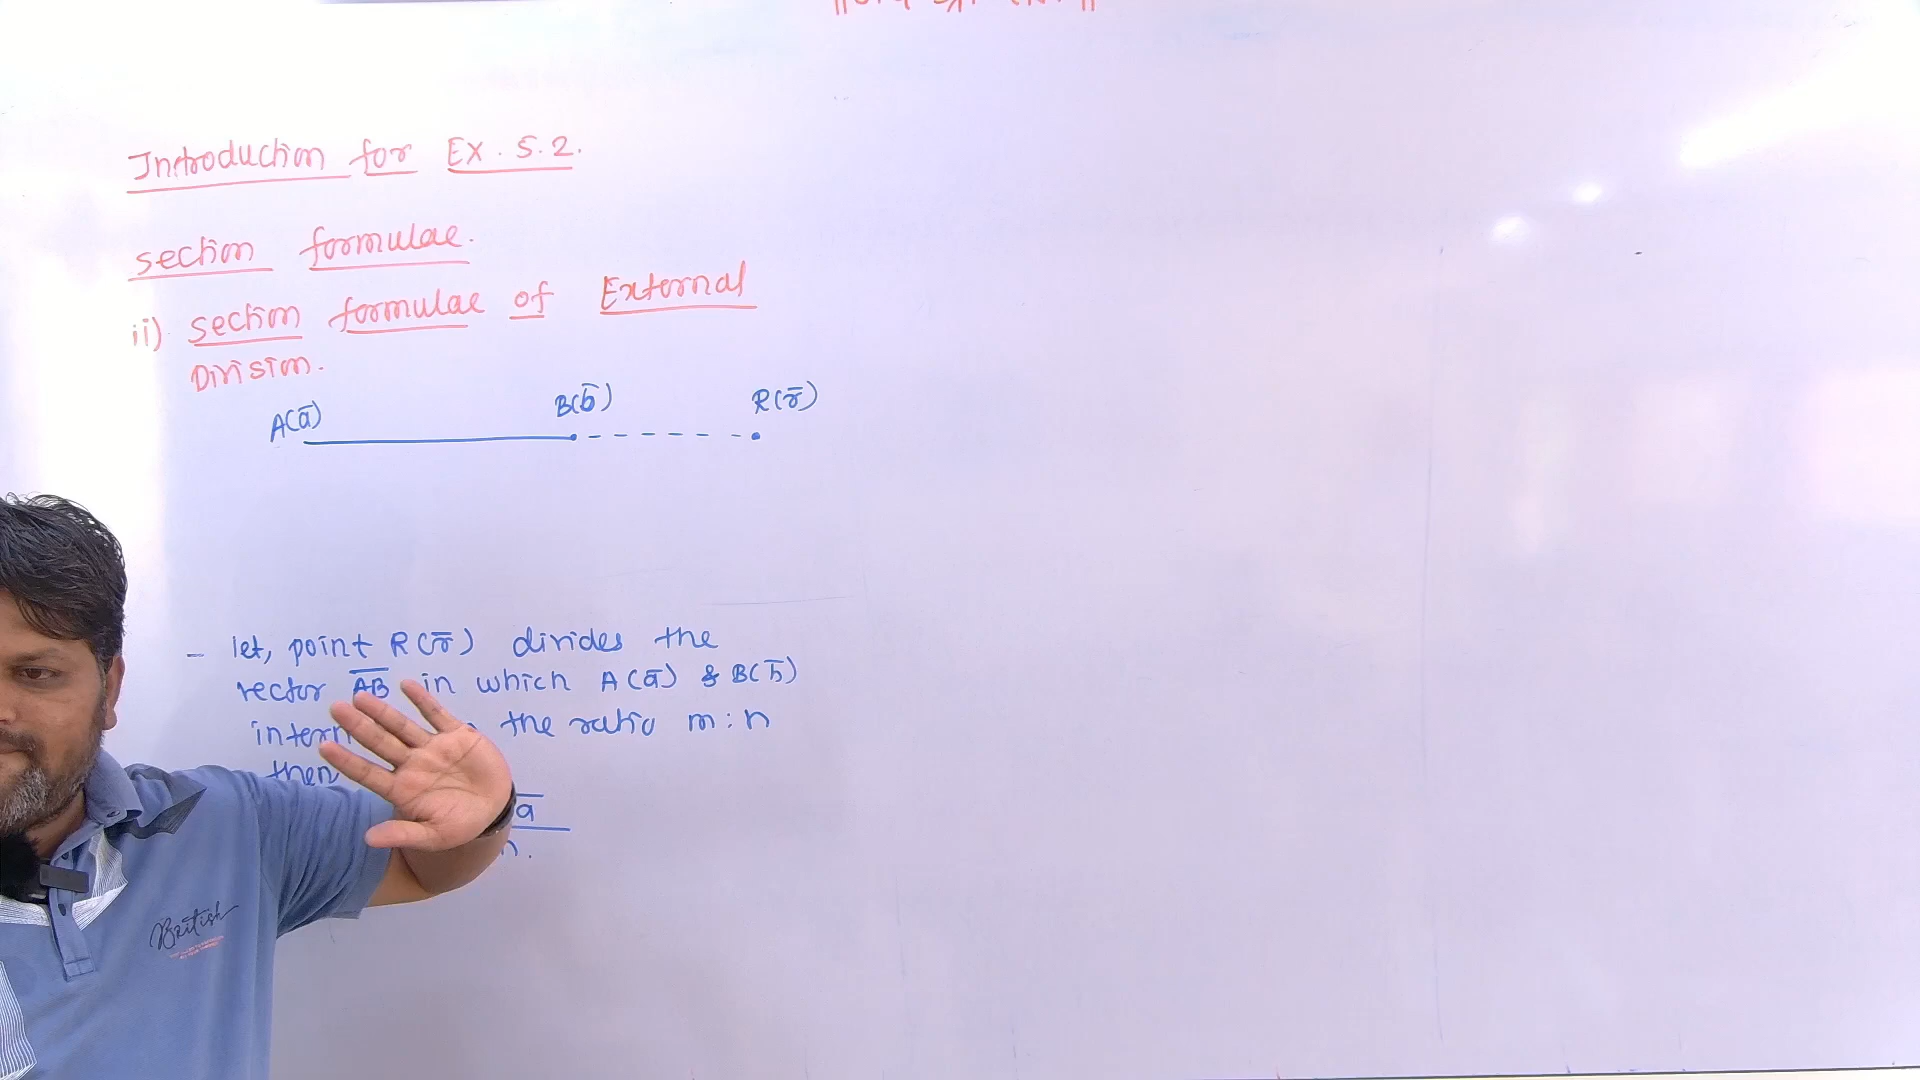 Introduction for Ex. 5.2.
section formulae.
ii) section formulae of External
Division.
A(a̅) B(b̅) R(r̅)
- let, point R(r̅) divides the
vector A̅B̅ in which A(a̅) & B(b̅)
intern the ratio m:n
then
a̅
n.
British